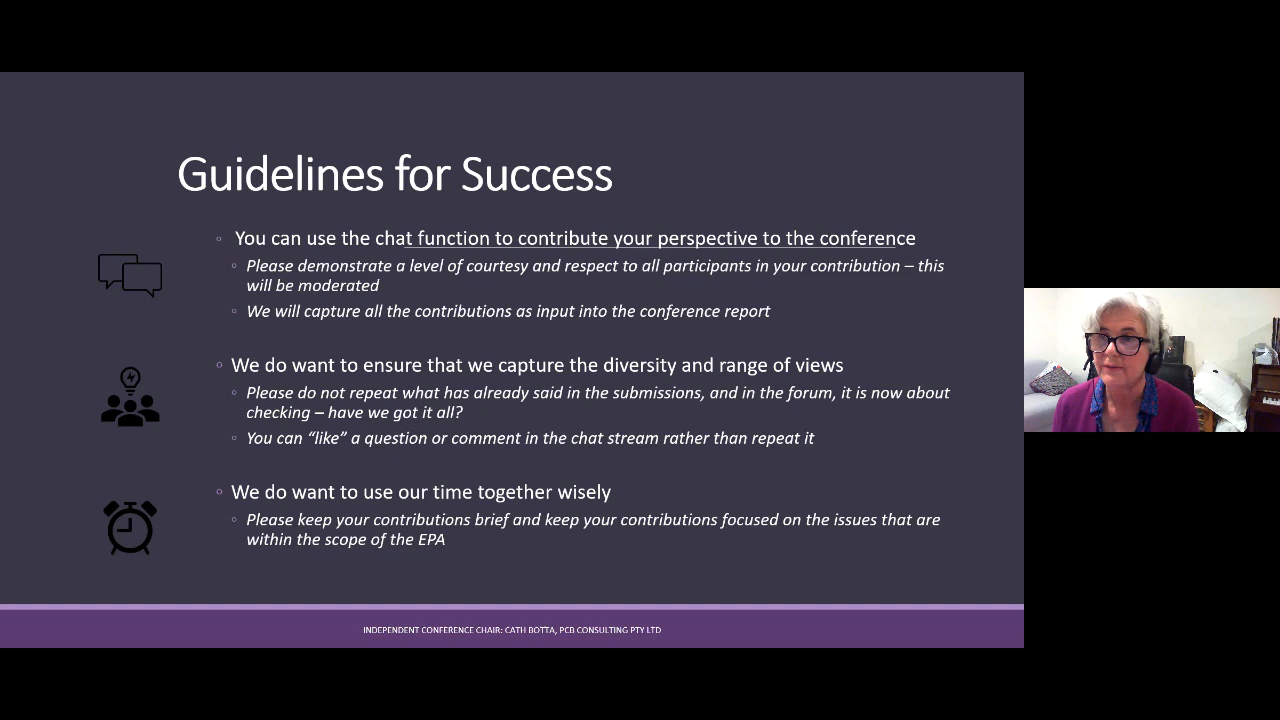 Guidelines for Success
You can use the chat function to contribute your perspective to the conference
Please demonstrate a level of courtesy and respect to all participants in your contribution – this
will be moderated
We will capture all the contributions as input into the conference report
We do want to ensure that we capture the diversity and range of views
Please do not repeat what has already said in the submissions, and in the forum, it is now about
checking – have we got it all?
You can “like” a question or comment in the chat stream rather than repeat it
We do want to use our time together wisely
Please keep your contributions brief and keep your contributions focused on the issues that are
within the scope of the EPA
INDEPENDENT CONFERENCE CHAIR: CATH BOTTA, PCB CONSULTING PTY LTD